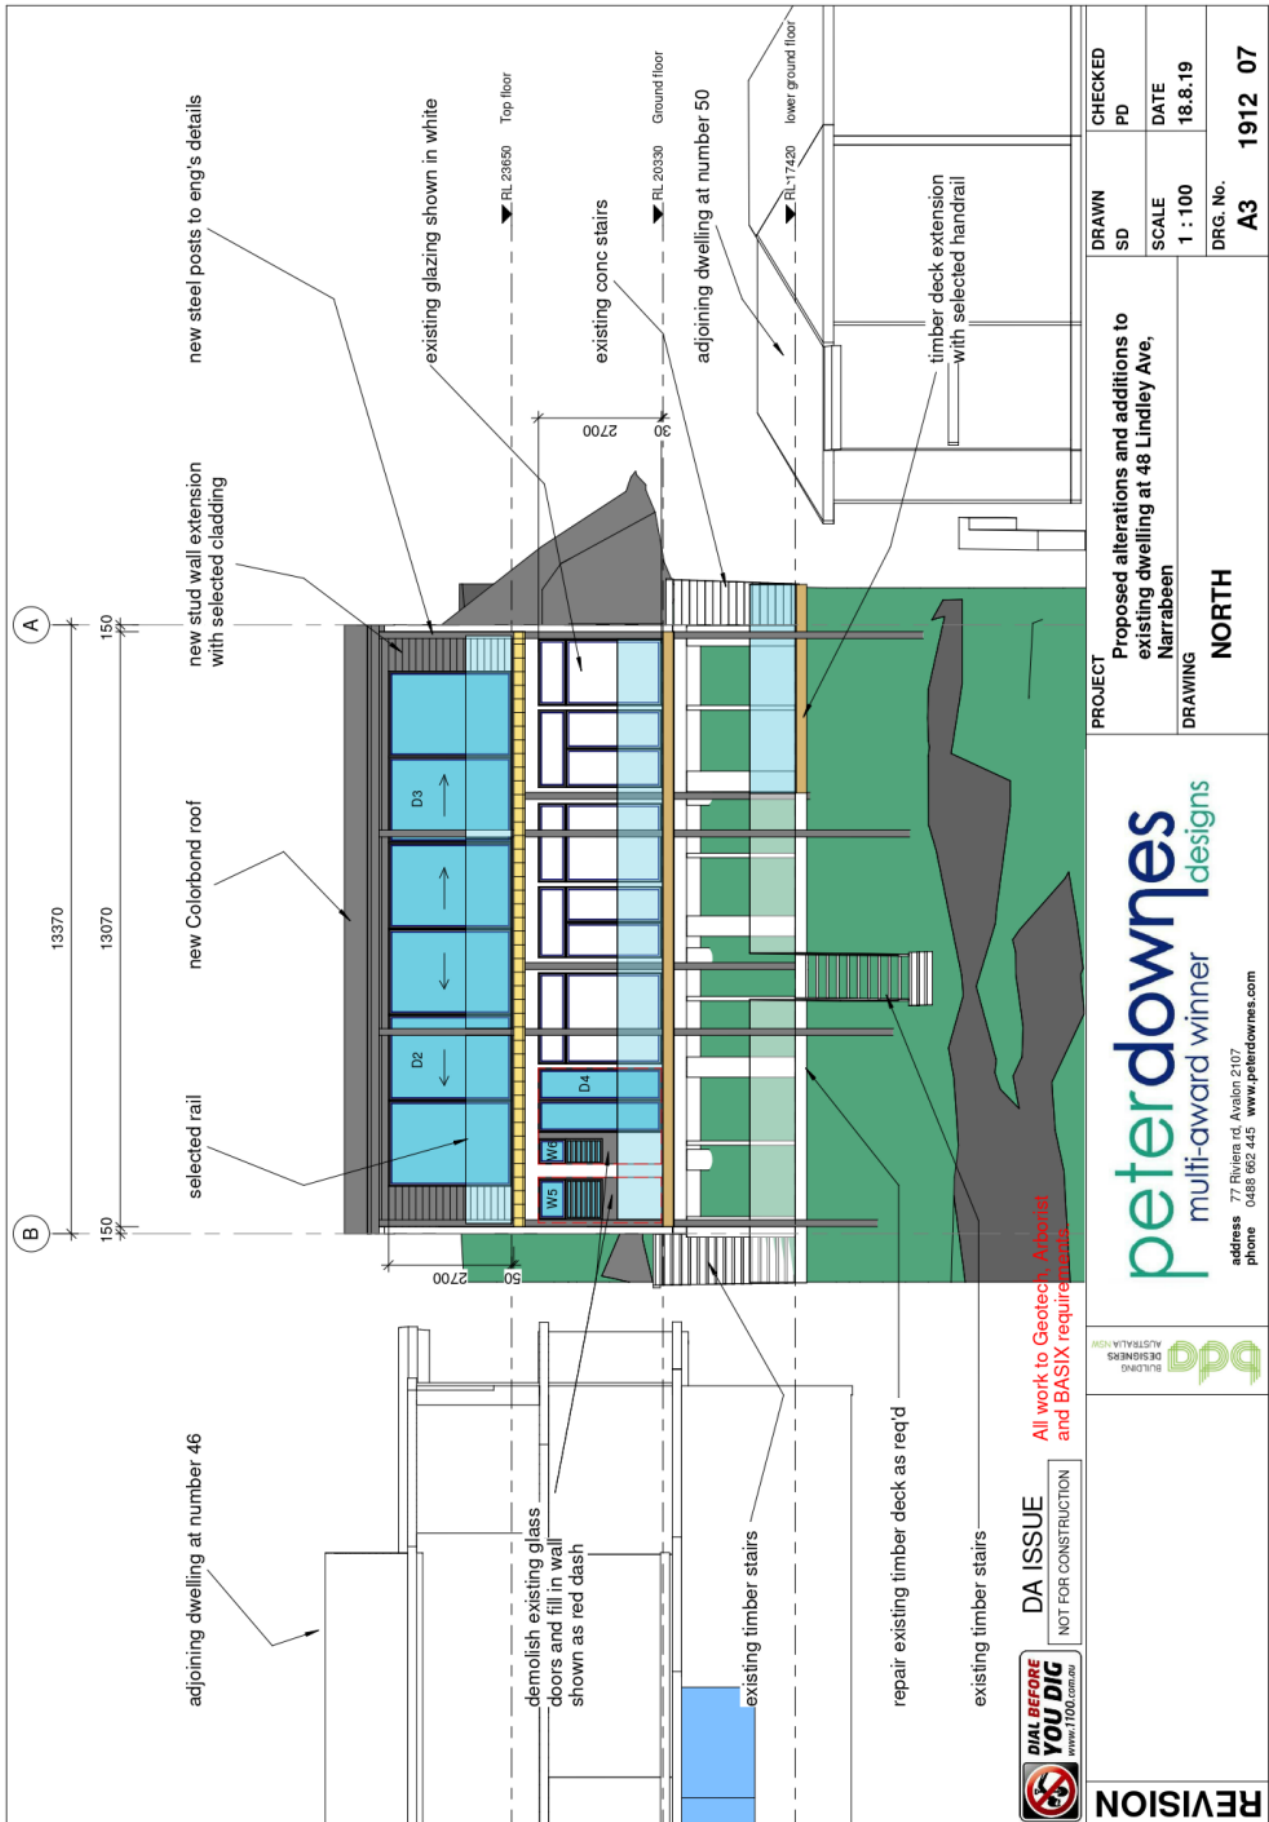 B
A
13370
150
13070
150
adjoining dwelling at number 46
selected rail
new Colorbond roof
new stud wall extension
with selected cladding
new steel posts to eng's details
existing glazing shown in white
RL 23650 Top floor
RL 20330 Ground floor
RL 17420 lower ground floor
existing conc stairs
adjoining dwelling at number 50
timber deck extension
with selected handrail
2700
50
2700
30
D2
D3
D4
W5
W6
demolish existing glass
doors and fill in wall
shown as red dash
existing timber stairs
repair existing timber deck as req'd
existing timber stairs
All work to Geotech, Arborist
and BASIX requirements.
DA ISSUE
NOT FOR CONSTRUCTION
DIAL BEFORE
YOU DIG
www.1100.com.au
REVISION
BUILDING
DESIGNERS
AUSTRALIA NSW
bda
peterdownes
multi-award winner designs
address 77 Riviera rd, Avalon 2107
phone 0488 662 445 www.peterdownes.com
PROJECT
Proposed alterations and additions to
existing dwelling at 48 Lindley Ave,
Narrabeen
DRAWING
NORTH
DRAWN
SD
CHECKED
PD
SCALE
1 : 100
DATE
18.8.19
DRG. No.
A3 1912 07